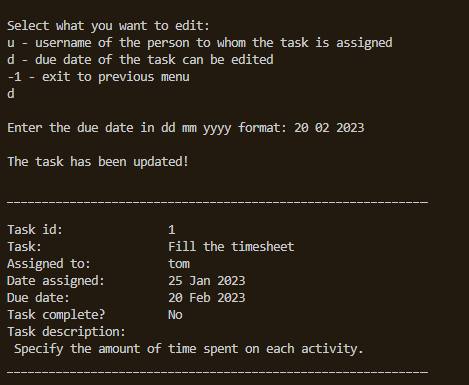 Select what you want to edit:
u - username of the person to whom the task is assigned
d - due date of the task can be edited
-1 - exit to previous menu
d
Enter the due date in dd mm yyyy format: 20 02 2023
The task has been updated!
____________________________________________________________
Task id: 1
Task: Fill the timesheet
Assigned to: tom
Date assigned: 25 Jan 2023
Due date: 20 Feb 2023
Task complete? No
Task description:
Specify the amount of time spent on each activity.
____________________________________________________________